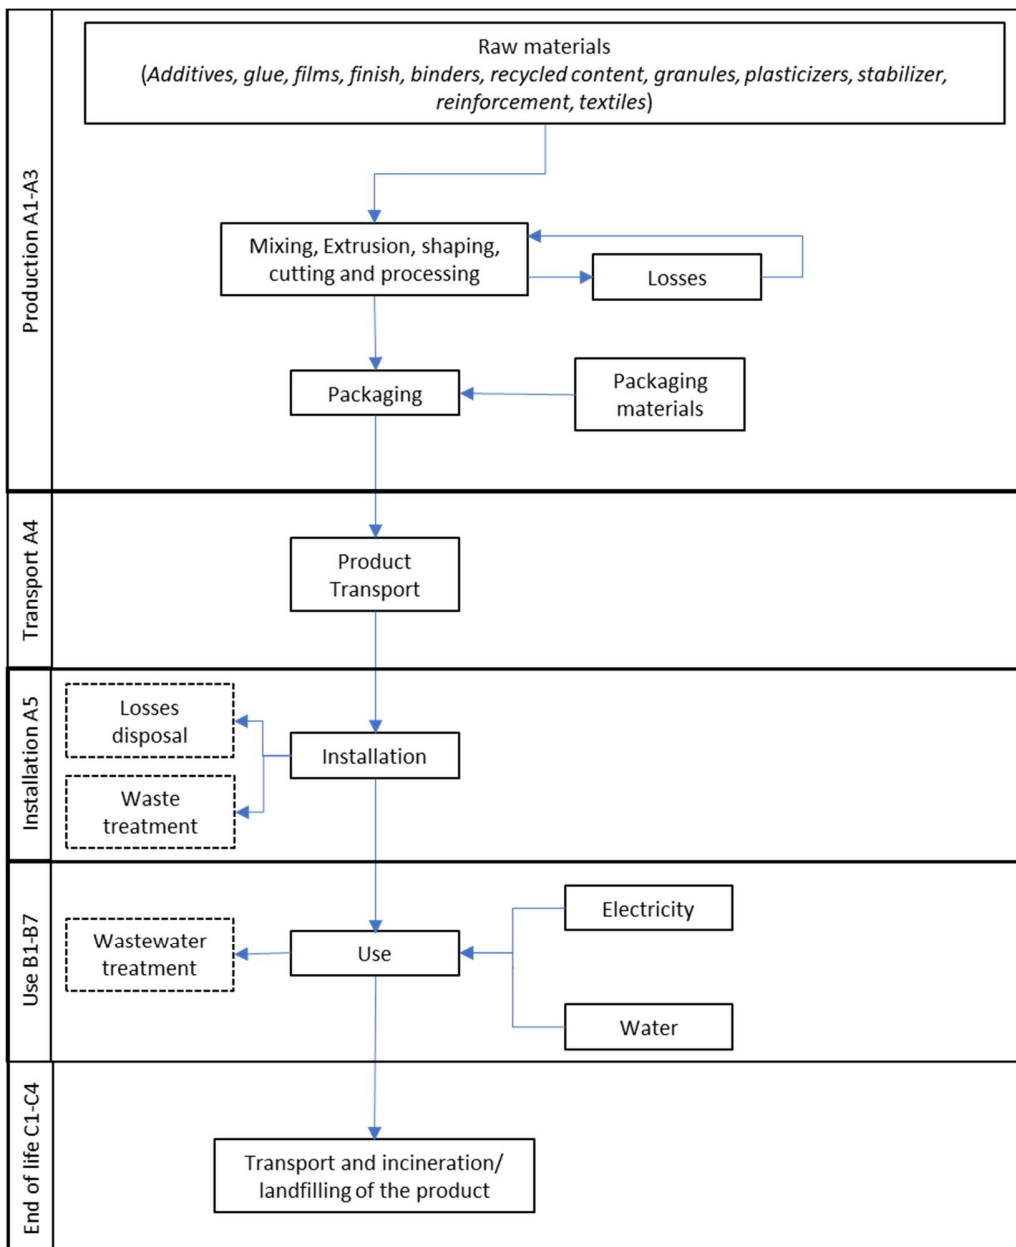 Raw materials
(Additives, glue, films, finish, binders, recycled content, granules, plasticizers, stabilizer,
reinforcement, textiles)
Production A1-A3
Mixing, Extrusion, shaping,
cutting and processing
Losses
Packaging
Packaging
materials
Transport A4
Product
Transport
Installation A5
Losses
disposal
Installation
Waste
treatment
Use B1-B7
Electricity
Wastewater
treatment
Use
Water
End of life C1-C4
Transport and incineration/
landfilling of the product